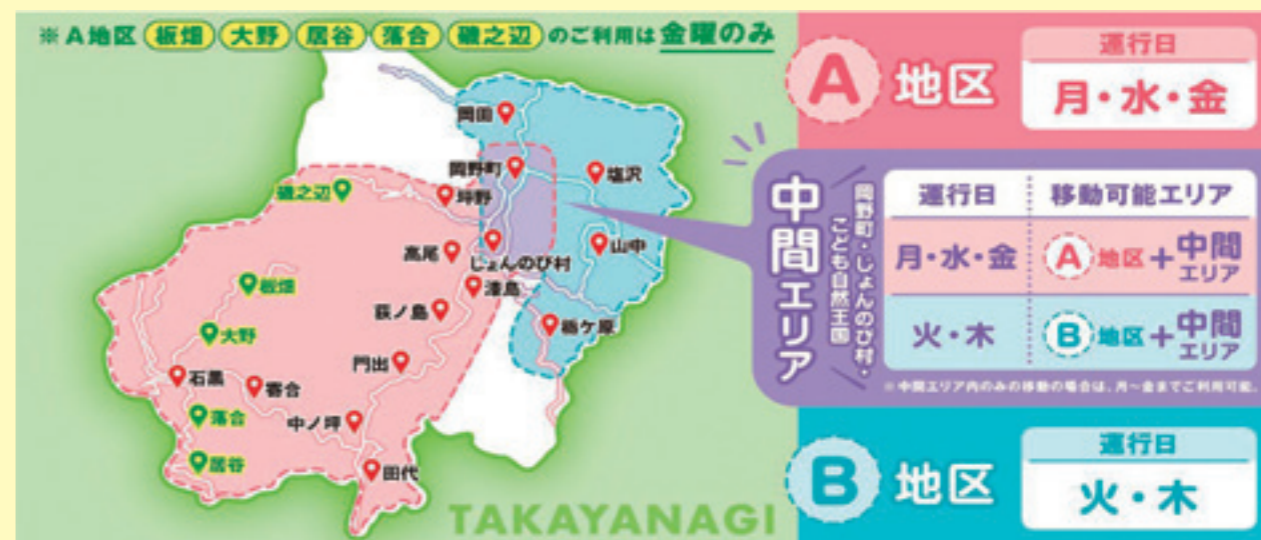 ※A地区 板畑 大野 居谷 落合 磯之辺 のご利用は 金曜のみ
岡田
岡野町
塩沢
磯之辺
坪野
山中
高尾
じょんのび村
漆島
板畑
荻ノ島
栃ケ原
大野
門出
石黒
寄合
落合
中ノ坪
居谷
田代
TAKAYANAGI
A 地区
運行日
月・水・金
中間エリア
岡野町・じょんのび村・
こども自然王国
運行日 移動可能エリア
月・水・金 A 地区+中間エリア
火・木 B 地区+中間エリア
※中間エリア内のみの移動の場合は、月〜金までご利用可能。
B 地区
運行日
火・木